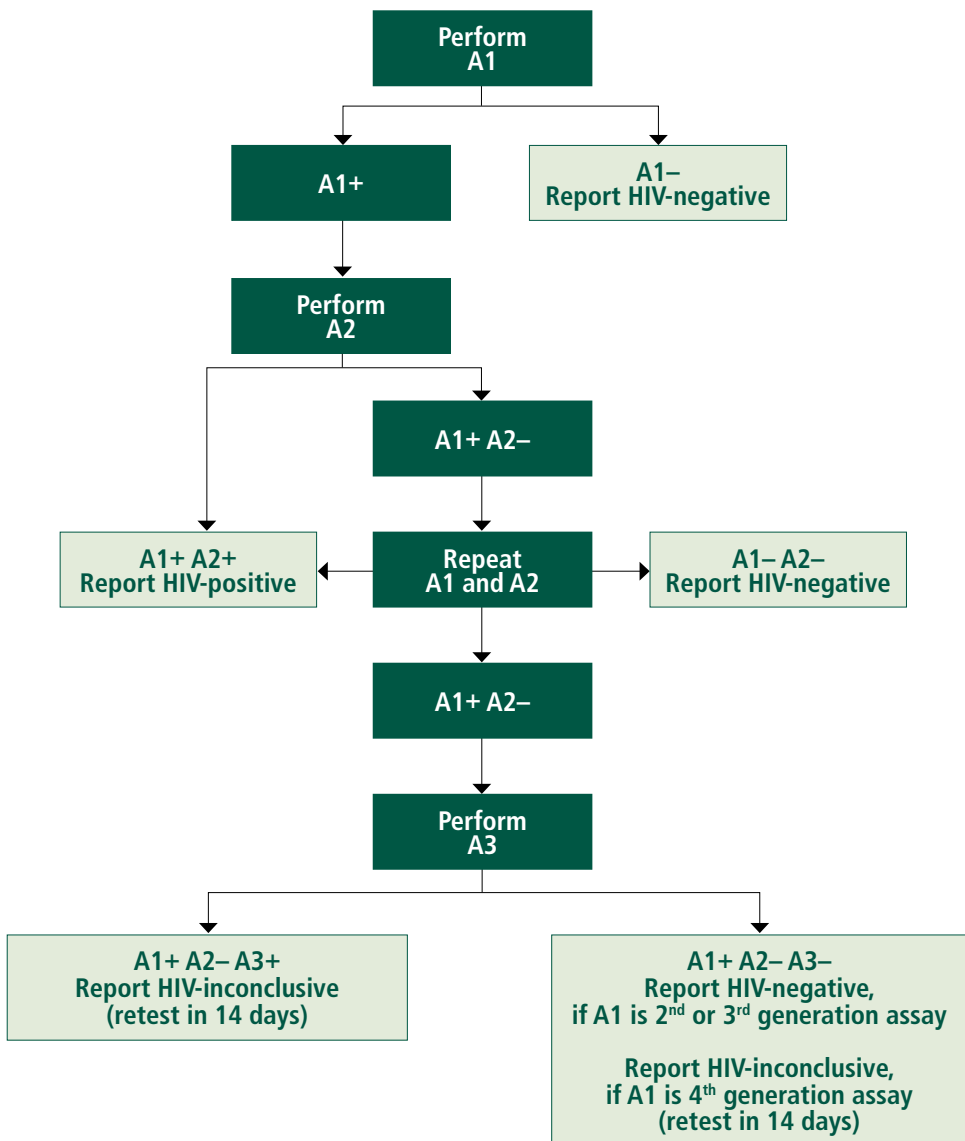 Perform
A1
A1+
A1–
Report HIV-negative
Perform
A2
A1+ A2–
A1+ A2+
Report HIV-positive
Repeat
A1 and A2
A1– A2–
Report HIV-negative
A1+ A2–
Perform
A3
A1+ A2– A3+
Report HIV-inconclusive
(retest in 14 days)
A1+ A2– A3–
Report HIV-negative,
if A1 is 2nd or 3rd generation assay
Report HIV-inconclusive,
if A1 is 4th generation assay
(retest in 14 days)